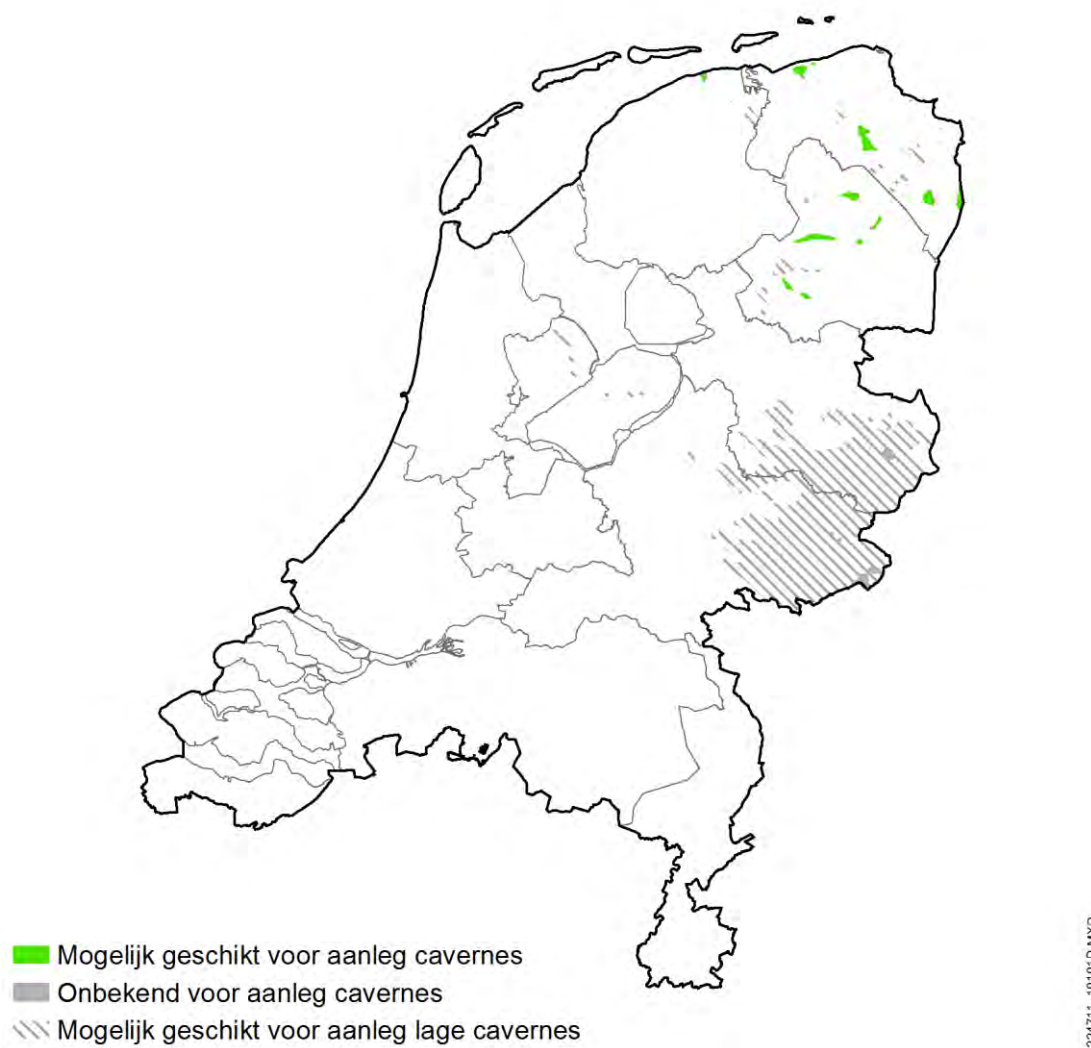 Mogelijk geschikt voor aanleg cavernes
Onbekend voor aanleg cavernes
Mogelijk geschikt voor aanleg lage cavernes